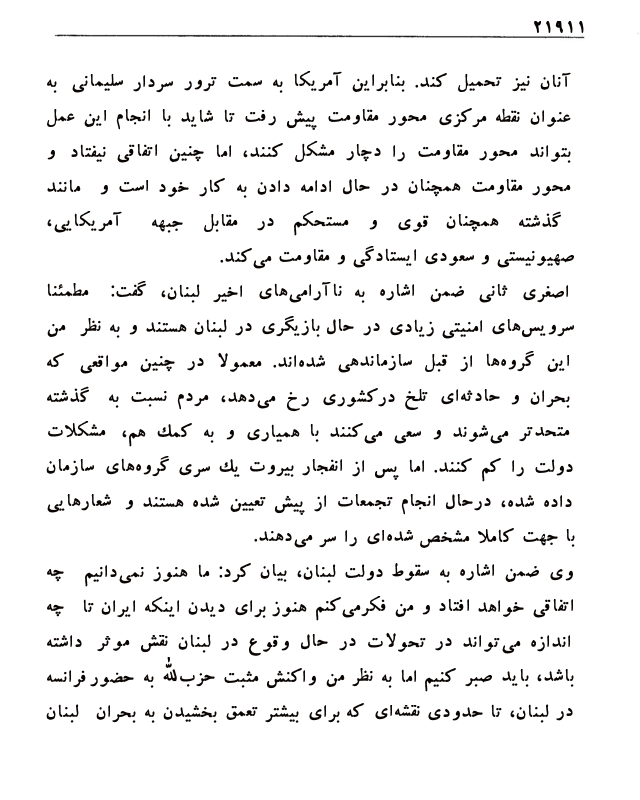 ۲۱۹۱۱
آنان نیز تحمیل کند. بنابراین آمریکا به سمت ترور سردار سلیمانی به
عنوان نقطه مرکزی محور مقاومت پیش رفت تا شاید با انجام این عمل
بتواند محور مقاومت را دچار مشکل کنند، اما چنین اتفاقی نیفتاد و
محور مقاومت همچنان در حال ادامه دادن به کار خود است و مانند
گذشته همچنان قوی و مستحکم در مقابل جبهه آمریکایی،
صهیونیستی و سعودی ایستادگی و مقاومت می‌کند.
اصغری ثانی ضمن اشاره به ناآرامی‌های اخیر لبنان، گفت: مطمئنا
سرویس‌های امنیتی زیادی در حال بازیگری در لبنان هستند و به نظر من
این گروه‌ها از قبل سازماندهی شده‌اند. معمولا در چنین مواقعی که
بحران و حادثه‌ای تلخ درکشوری رخ می‌دهد، مردم نسبت به گذشته
متحدتر می‌شوند و سعی می‌کنند با همیاری و به کمك هم، مشکلات
دولت را کم کنند. اما پس از انفجار بیروت یك سری گروه‌های سازمان
داده شده، درحال انجام تجمعات از پیش تعیین شده هستند و شعارهایی
با جهت کاملا مشخص شده‌ای را سر می‌دهند.
وی ضمن اشاره به سقوط دولت لبنان، بیان کرد: ما هنوز نمی‌دانیم چه
اتفاقی خواهد افتاد و من فکرمی‌کنم هنوز برای دیدن اینکه ایران تا چه
اندازه می‌تواند در تحولات در حال وقوع در لبنان نقش موثر داشته
باشد، باید صبر کنیم اما به نظر من واکنش مثبت حزب‌الله به حضور فرانسه
در لبنان، تا حدودی نقشه‌ای که برای بیشتر تعمق بخشیدن به بحران لبنان